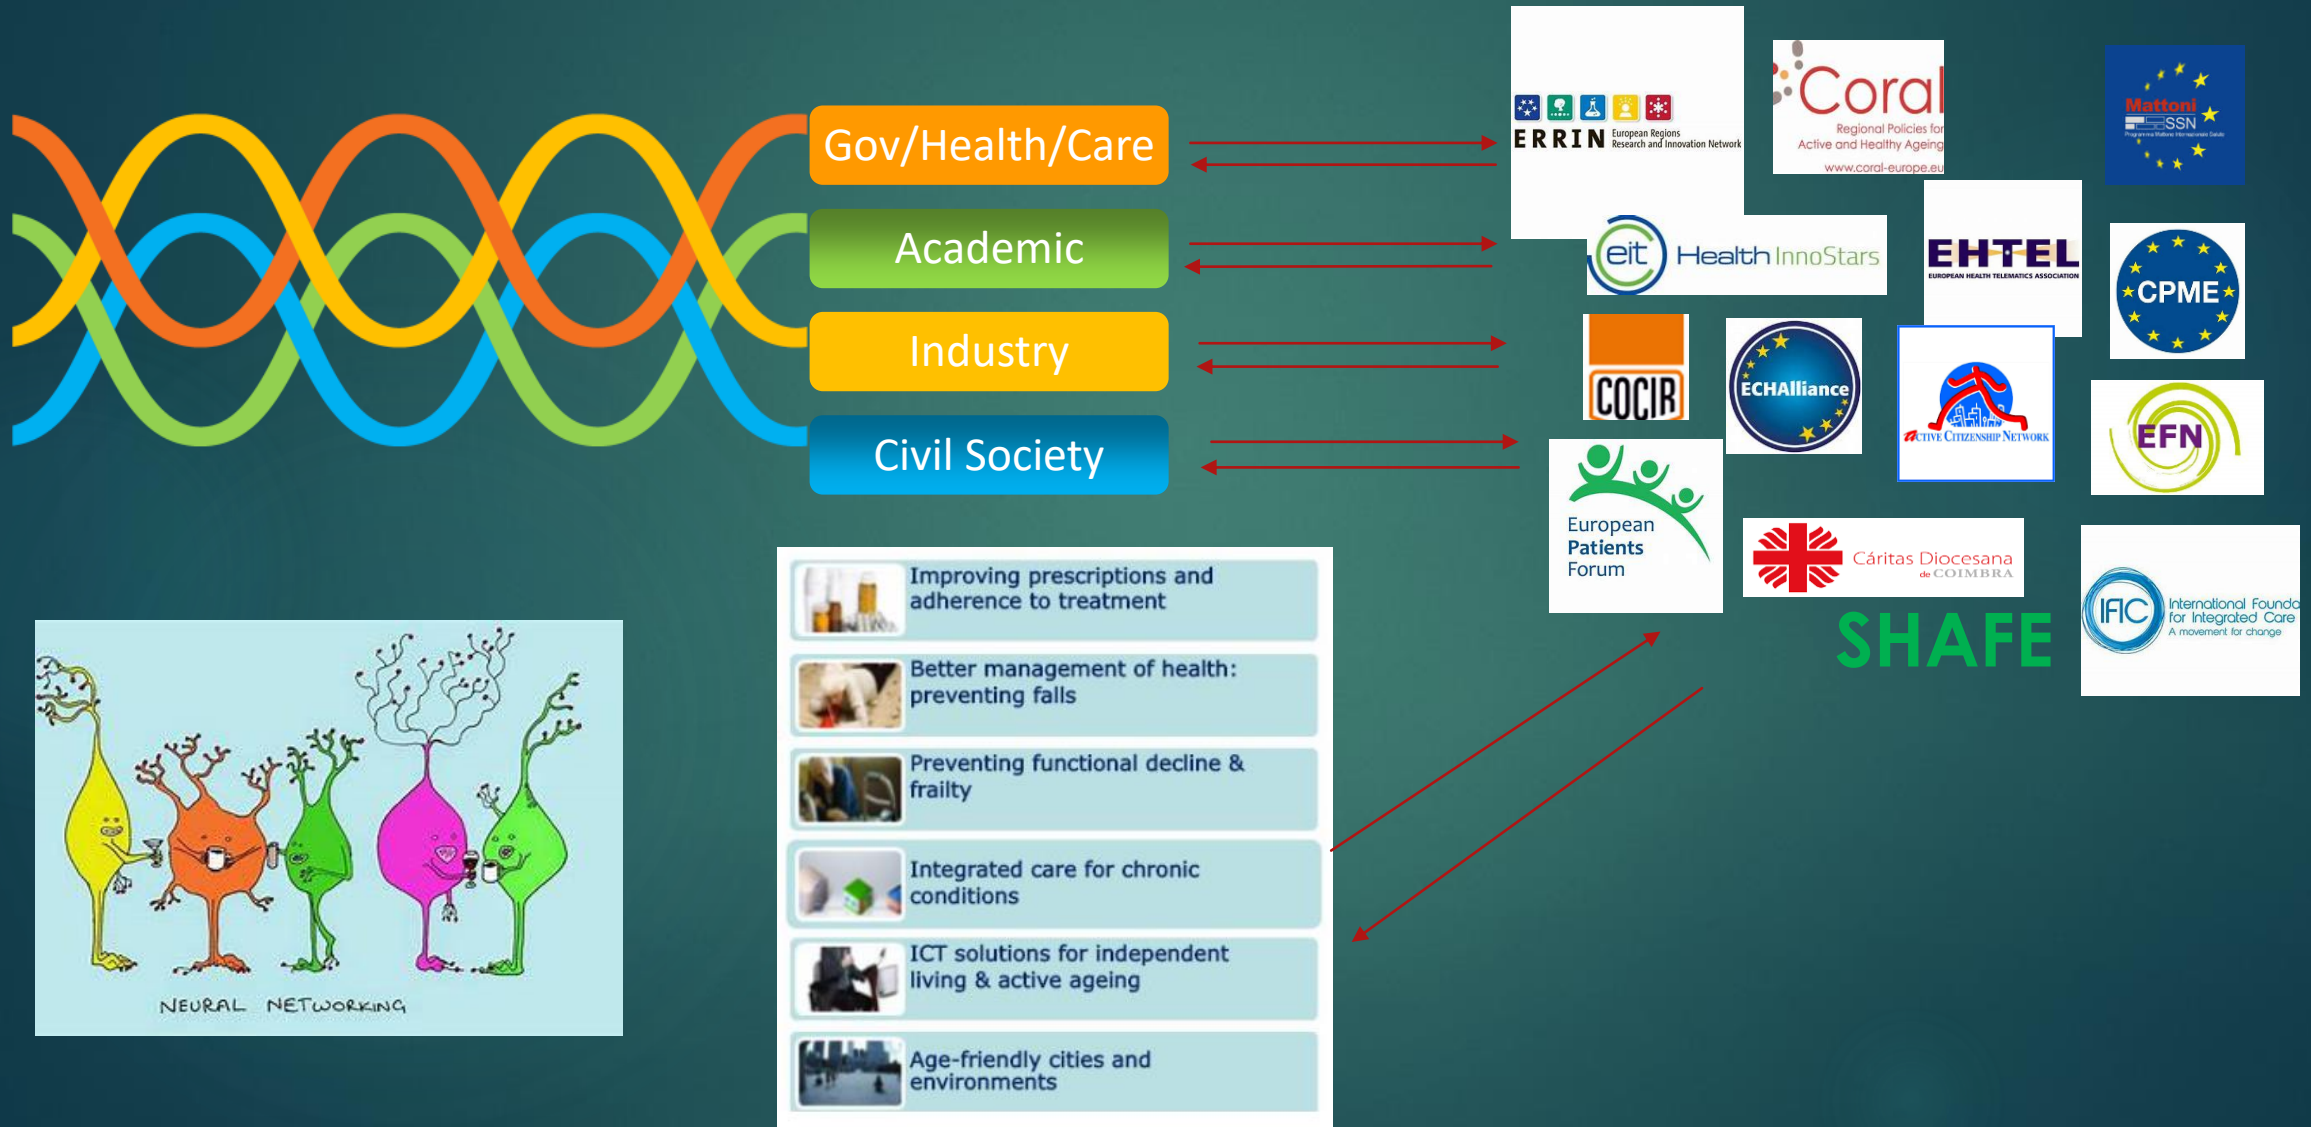 Gov/Health/Care
Academic
Industry
Civil Society
ERRIN European Regions
Research and Innovation Network
Coral
Regional Policies for
Active and Healthy Ageing
www.coral-europe.eu
Mattoni
SSN
eit Health InnoStars
EHTEL
EUROPEAN HEALTH TELEMATICS ASSOCIATION
CPME
COCIR
ECHAlliance
ACTIVE CITIZENSHIP NETWORK
EFN
European
Patients
Forum
Cáritas Diocesana
de COIMBRA
SHAFE
IFIC
International Founda
for Integrated Care
A movement for change
Improving prescriptions and
adherence to treatment
Better management of health:
preventing falls
Preventing functional decline &
frailty
Integrated care for chronic
conditions
ICT solutions for independent
living & active ageing
Age-friendly cities and
environments
NEURAL NETWORKING